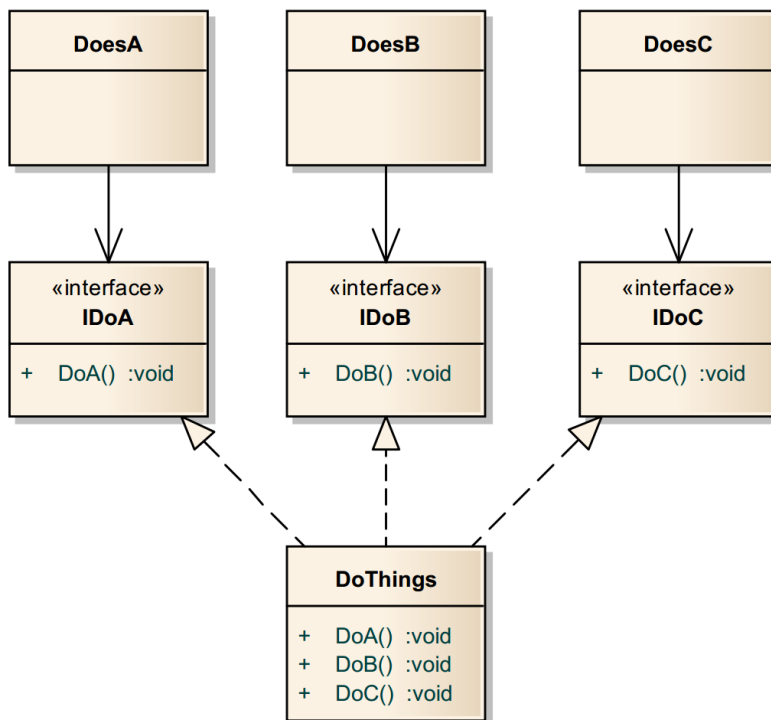 DoesA
DoesB
DoesC
«interface»
IDoA
+ DoA() :void
«interface»
IDoB
+ DoB() :void
«interface»
IDoC
+ DoC() :void
DoThings
+ DoA() :void
+ DoB() :void
+ DoC() :void